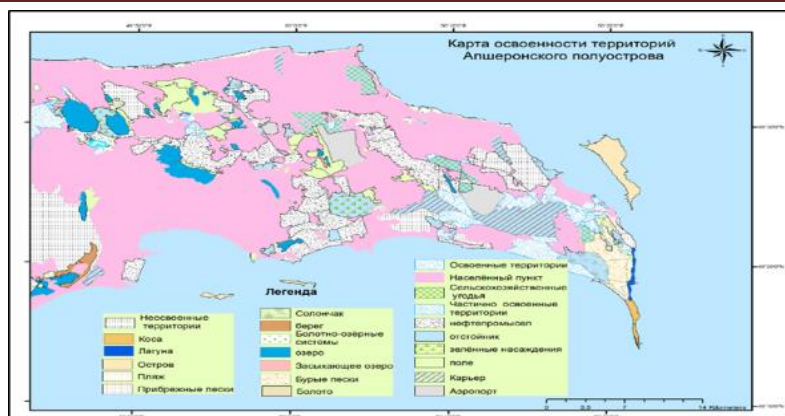 Карта освоенности территорий
Апшеронского полуострова
Легенда
Неосвоенные
территории
Коса
Лагуна
Остров
Пляж
Прибрежные пески
Солончак
берег
Болотно-озёрные
системы
озеро
Засыхающее озеро
Бурые пески
Болото
Освоенные территории
Населённый пункт
Сельскохозяйственные
угодья
Частично освоенные
территории
нефтепромысел
отстойник
зелённые насаждения
поле
Карьер
Аэропорт